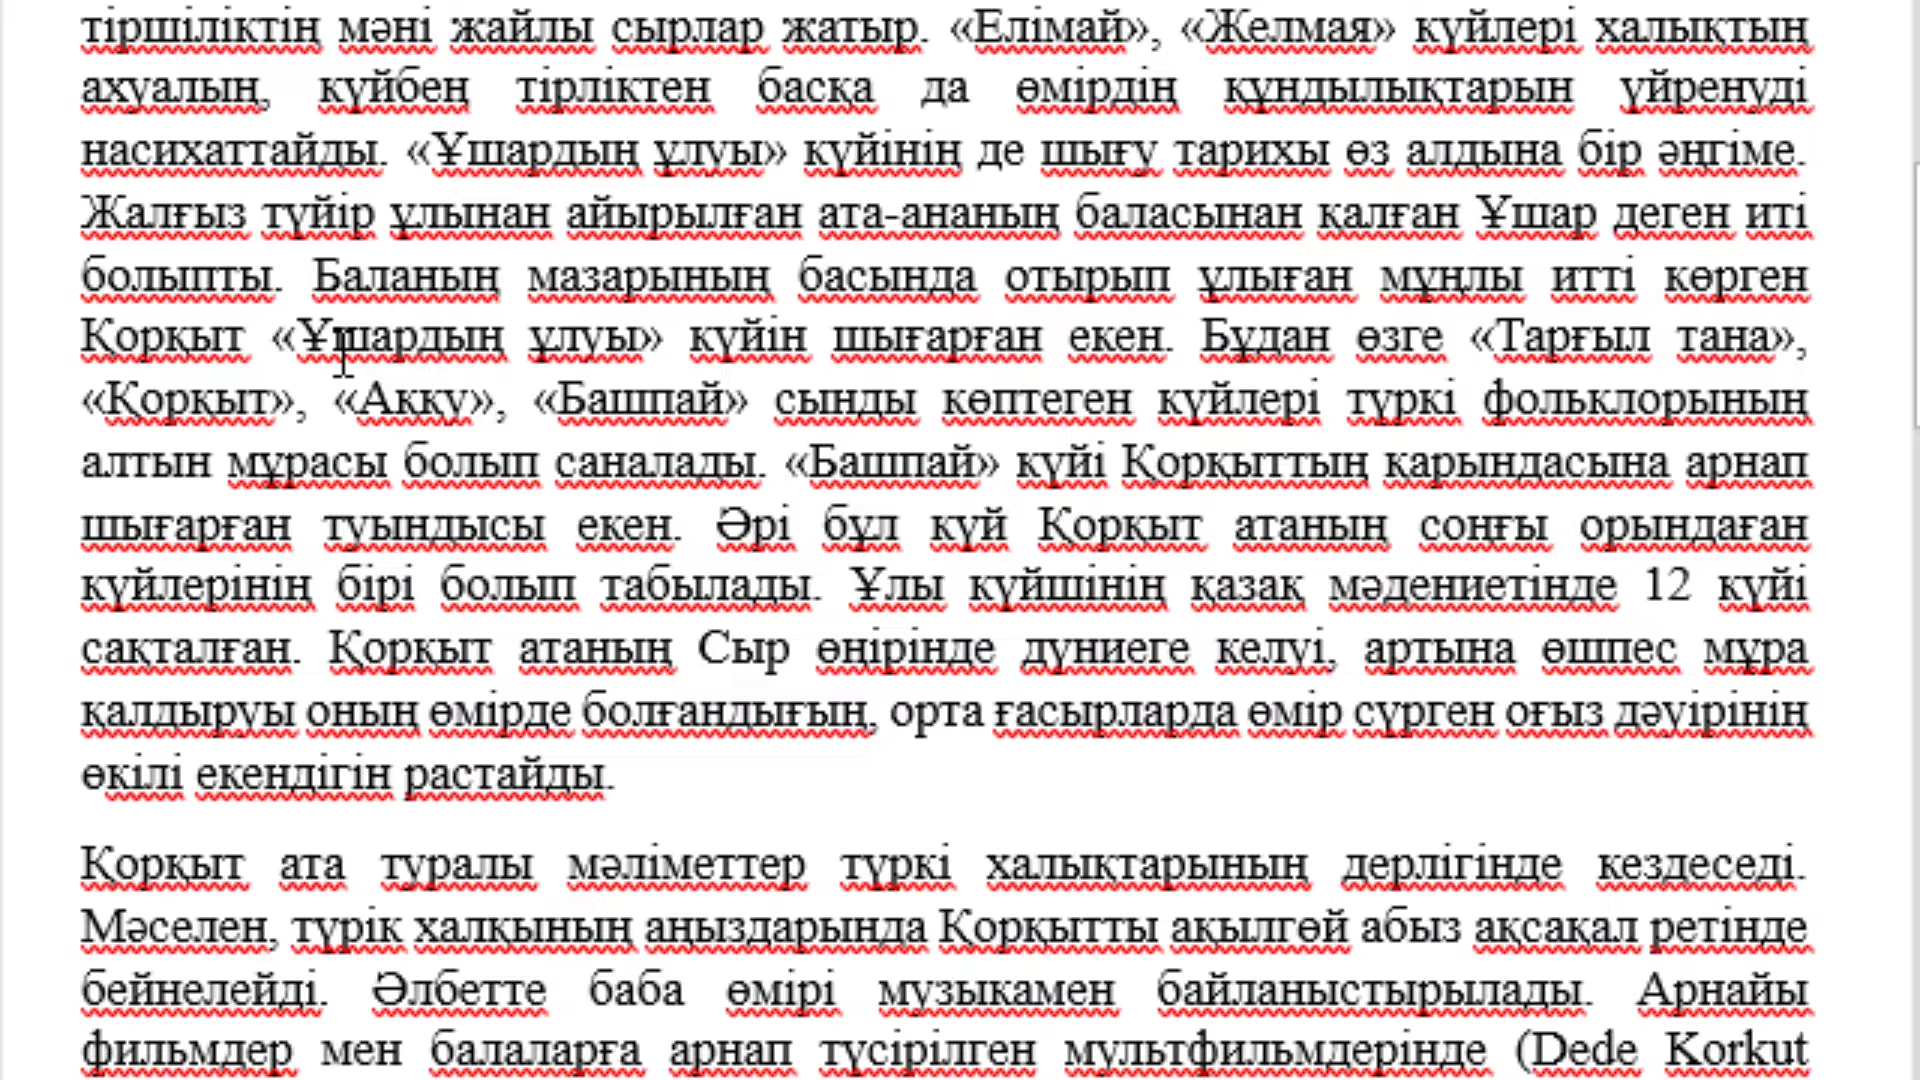 тіршіліктің мәні жайлы сырлар жатыр. «Елімай», «Желмая» күйлері халықтың
ахуалын, күйбең тірліктен басқа да өмірдің құндылықтарын үйренуді
насихаттайды. «Ұшардың ұлуы» күйінің де шығу тарихы өз алдына бір әңгіме.
Жалғыз түйір ұлынан айырылған ата-ананың баласынан қалған Ұшар деген иті
болыпты. Баланың мазарының басында отырып ұлыған мұңлы итті көрген
Қорқыт «Ұшардың ұлуы» күйін шығарған екен. Бұдан өзге «Тарғыл тана»,
«Қорқыт», «Аққу», «Башпай» сынды көптеген күйлері түркі фольклорының
алтын мұрасы болып саналады. «Башпай» күйі Қорқыттың қарындасына арнап
шығарған туындысы екен. Әрі бұл күй Қорқыт атаның соңғы орындаған
күйлерінің бірі болып табылады. Ұлы күйшінің қазақ мәдениетінде 12 күйі
сақталған. Қорқыт атаның Сыр өңірінде дүниеге келуі, артына өшпес мұра
қалдыруы оның өмірде болғандығын, орта ғасырларда өмір сүрген оғыз дәуірінің
өкілі екендігін растайды.
Қорқыт ата туралы мәліметтер түркі халықтарының дерлігінде кездеседі.
Мәселен, түрік халқының аңыздарында Қорқытты ақылгөй абыз ақсақал ретінде
бейнелейді. Әлбетте баба өмірі музыкамен байланыстырылады. Арнайы
фильмдер мен балаларға арнап түсірілген мультфильмдерінде (Dede Korkut